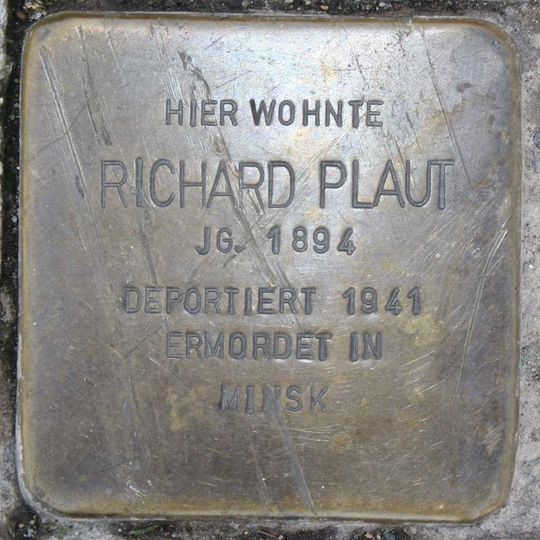 HIER WOHNTE
RICHARD PLAUT
JG. 1894
DEPORTIERT 1941
ERMORDET IN
MINSK